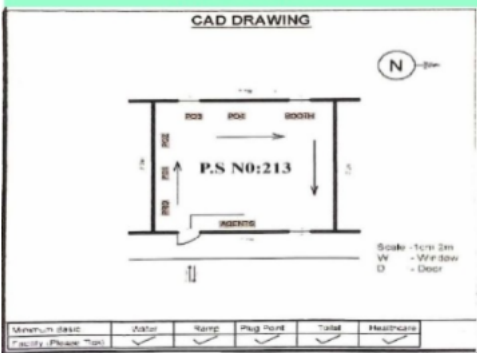 CAD DRAWING
N
PO3 PO4 BOOTH
PO2
P.S N0:213
PO1
AGENTS
Scale -1cm 2m
W - Window
D - Door
Minimum Basic Water Ramp Plug Point Toilet Healthcare
Facility (Please Tick)